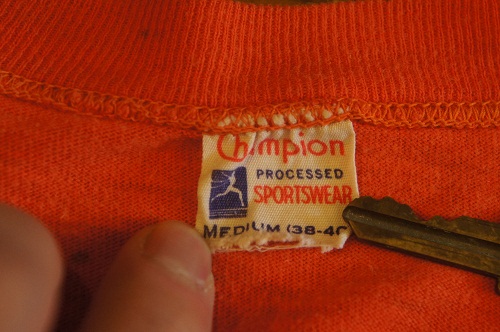 Champion
PROCESSED
SPORTSWEAR
MEDIUM (38-40